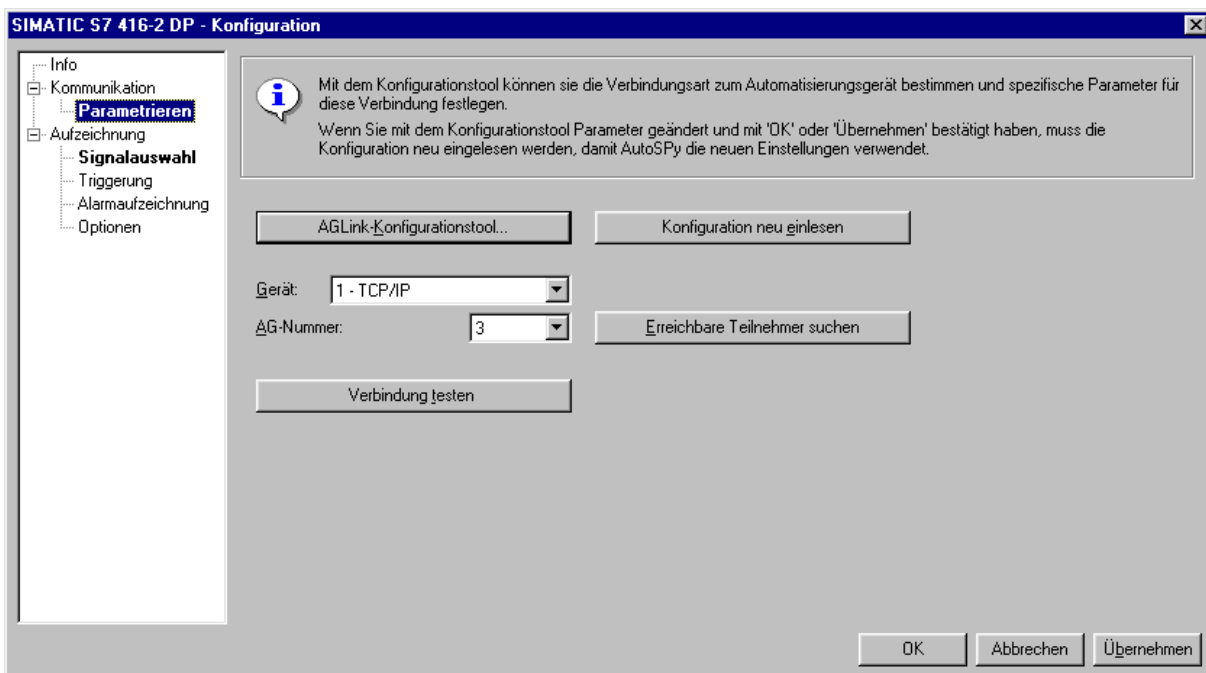 SIMATIC S7 416-2 DP - Konfiguration
Info
Kommunikation
Parametrieren
Aufzeichnung
Signalauswahl
Triggerung
Alarmaufzeichnung
Optionen
Mit dem Konfigurationstool können sie die Verbindungsart zum Automatisierungsgerät bestimmen und spezifische Parameter für
diese Verbindung festlegen.
Wenn Sie mit dem Konfigurationstool Parameter geändert und mit 'OK' oder 'Übernehmen' bestätigt haben, muss die
Konfiguration neu eingelesen werden, damit AutoSPy die neuen Einstellungen verwendet.
AGLink-Konfigurationstool...
Konfiguration neu einlesen
Gerät:
1 - TCP/IP
AG-Nummer:
3
Erreichbare Teilnehmer suchen
Verbindung testen
OK
Abbrechen
Übernehmen